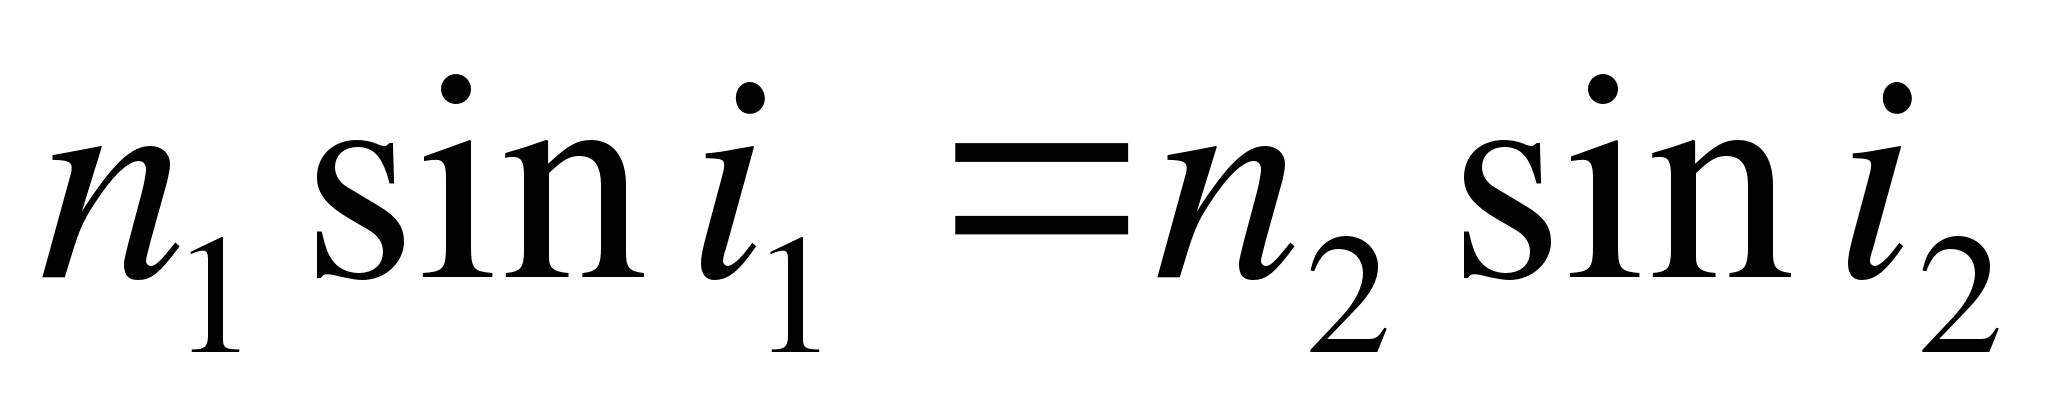 n₁ sin i₁ = n₂ sin i₂